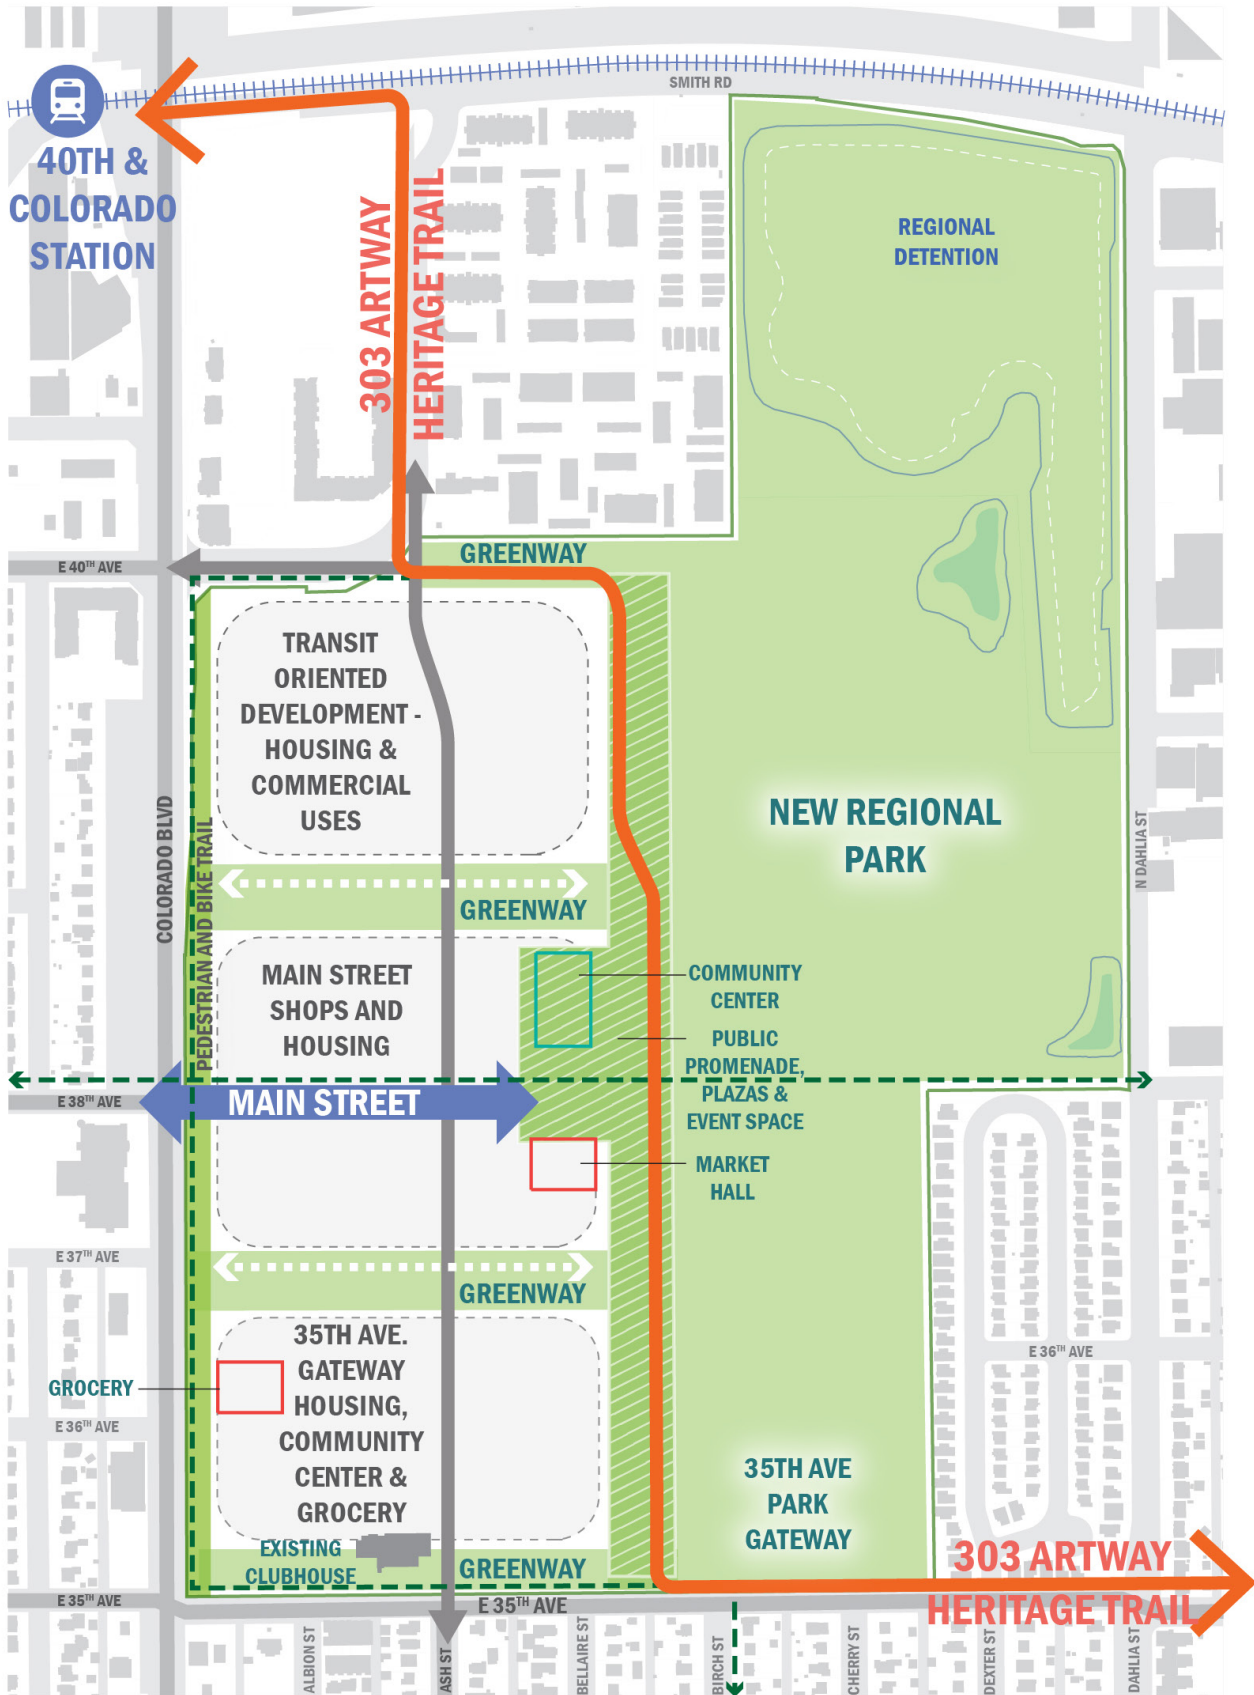 SMITH RD
40TH &
COLORADO
STATION
303 ARTWAY
HERITAGE TRAIL
REGIONAL
DETENTION
GREENWAY
E 40TH AVE
TRANSIT
ORIENTED
DEVELOPMENT -
HOUSING &
COMMERCIAL
USES
NEW REGIONAL
PARK
COLORADO BLVD
PEDESTRIAN AND BIKE TRAIL
N DAHLIA ST
GREENWAY
MAIN STREET
SHOPS AND
HOUSING
COMMUNITY
CENTER
PUBLIC
PROMENADE,
PLAZAS &
EVENT SPACE
E 38TH AVE
MAIN STREET
MARKET
HALL
E 37TH AVE
GREENWAY
35TH AVE.
GATEWAY
HOUSING,
COMMUNITY
CENTER &
GROCERY
GROCERY
E 36TH AVE
E 36TH AVE
35TH AVE
PARK
GATEWAY
EXISTING
CLUBHOUSE
GREENWAY
303 ARTWAY
HERITAGE TRAIL
E 35TH AVE
E 35TH AVE
ALBION ST
ASH ST
BELLAIRE ST
BIRCH ST
CHERRY ST
DEXTER ST
DAHLIA ST